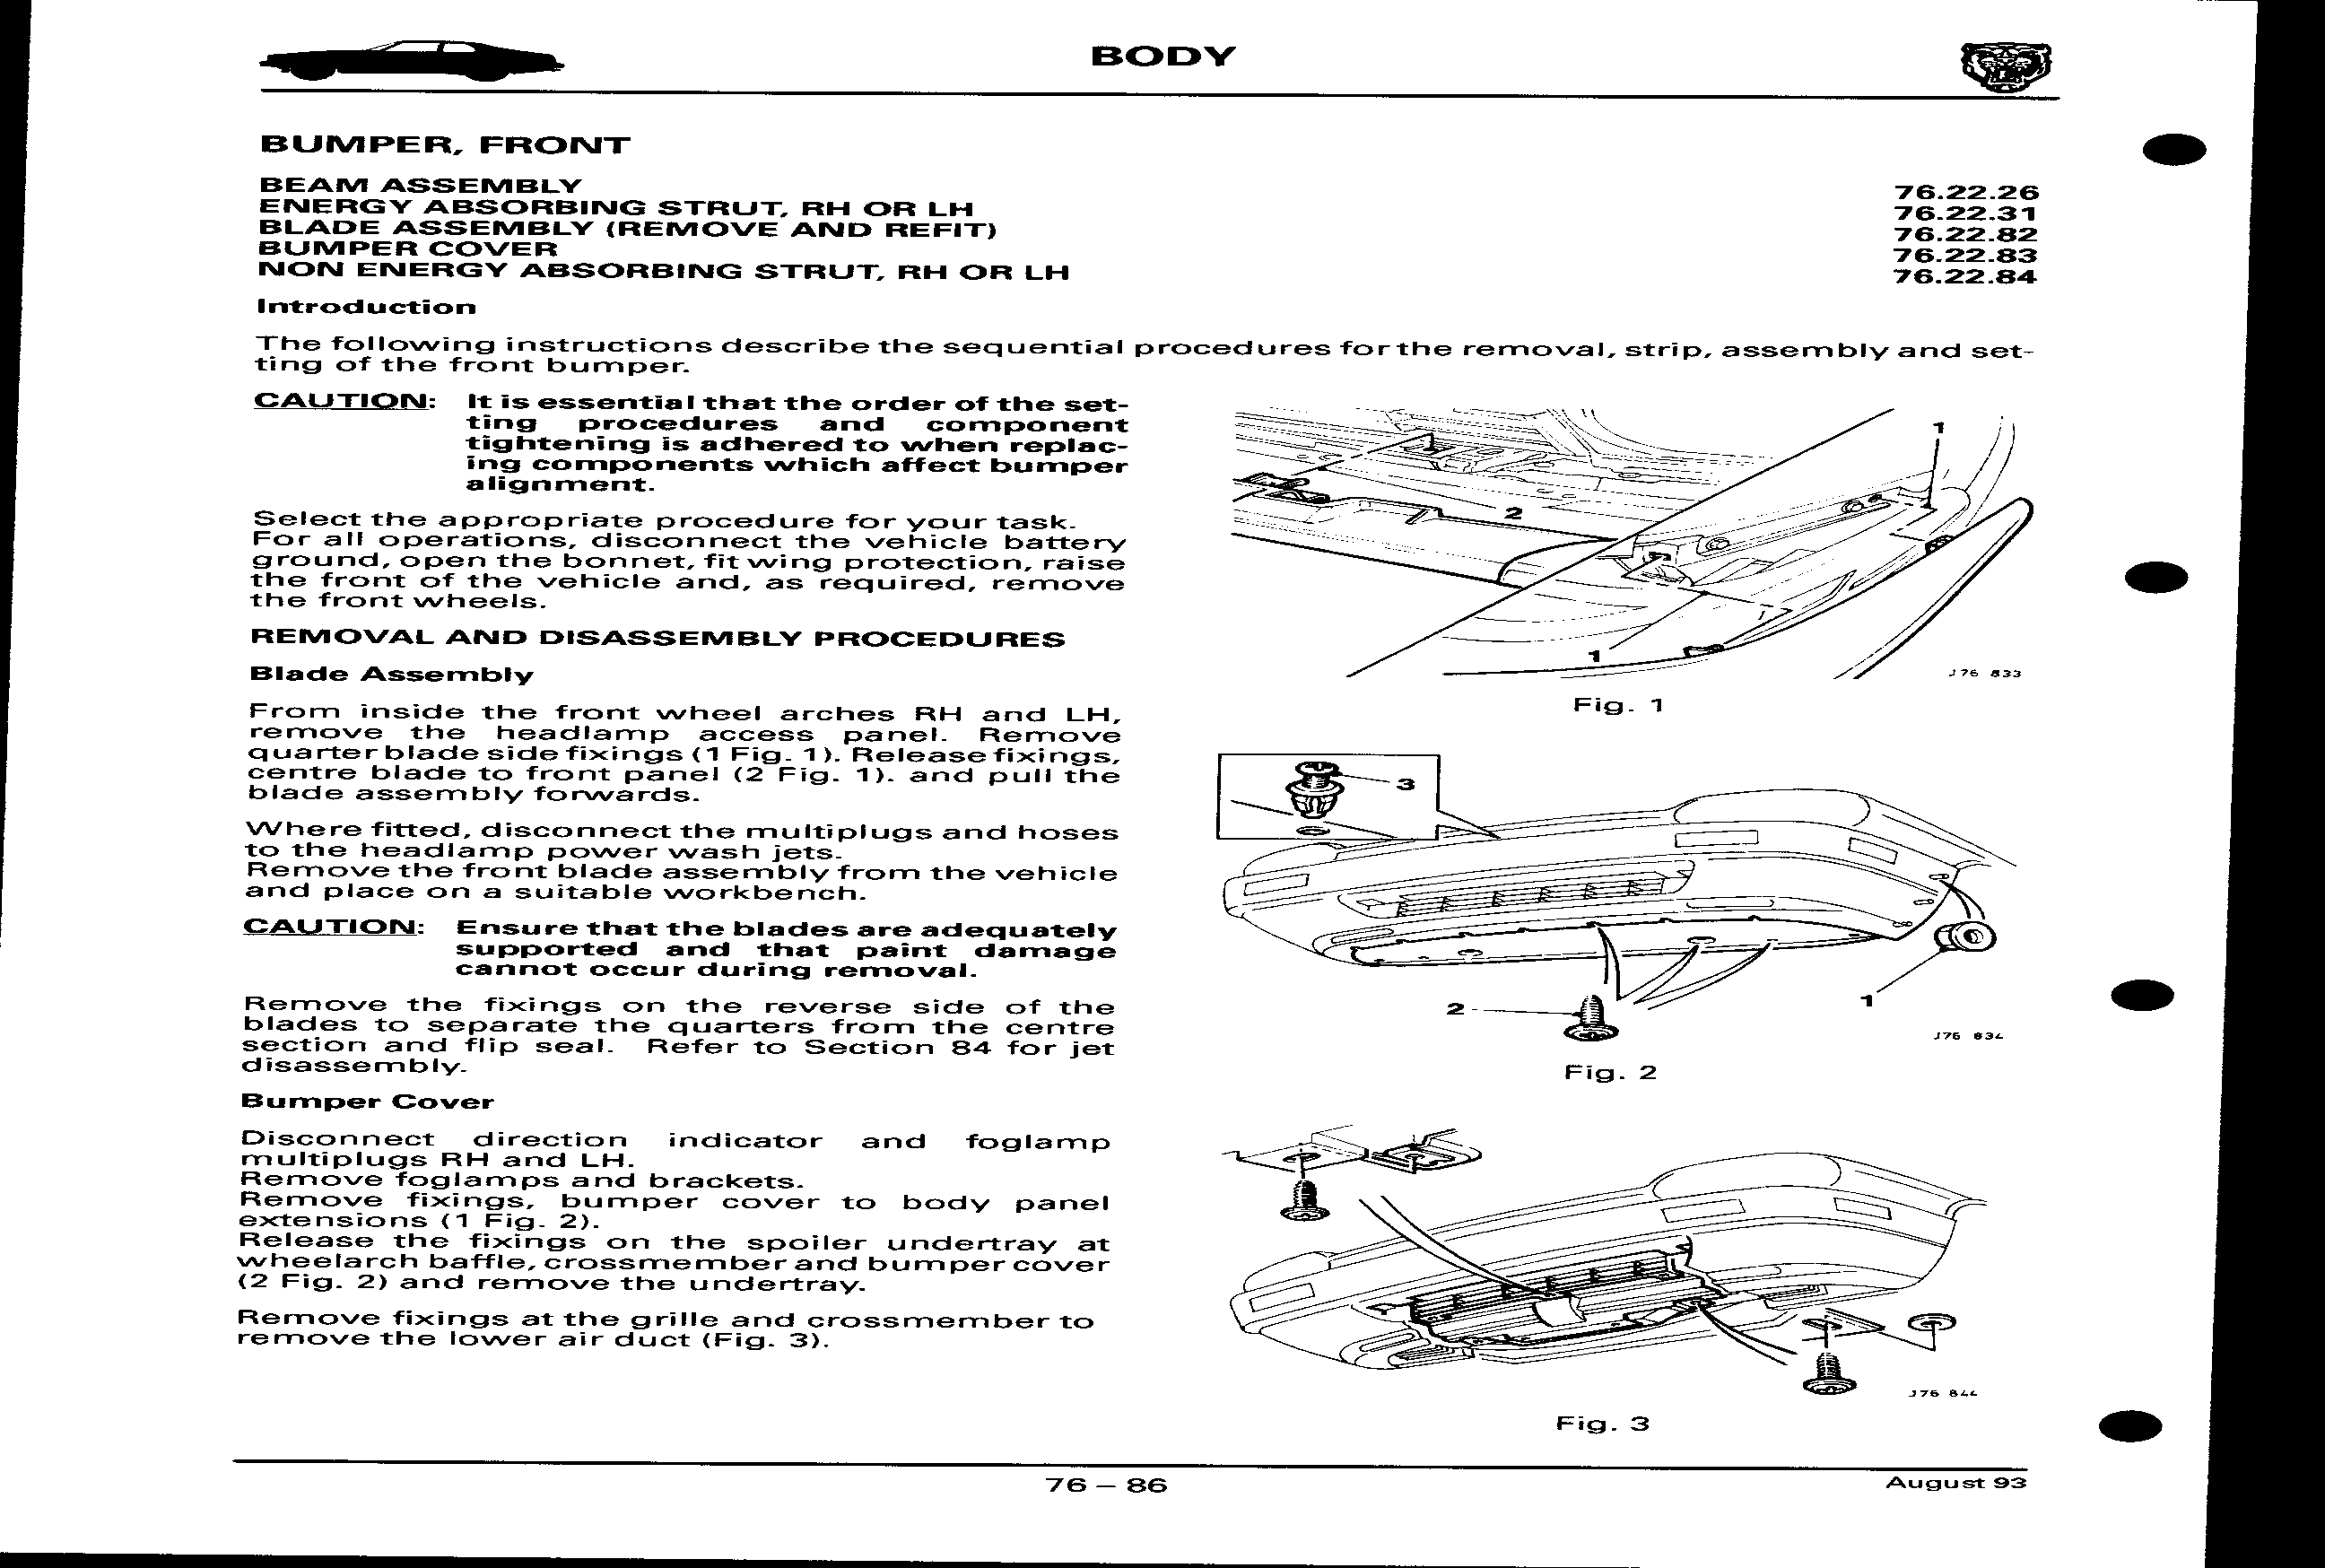 BODY
BUMPER, FRONT
BEAM ASSEMBLY 76.22.26
ENERGY ABSORBING STRUT, RH OR LH 76.22.31
BLADE ASSEMBLY (REMOVE AND REFIT) 76.22.82
BUMPER COVER 76.22.83
NON ENERGY ABSORBING STRUT, RH OR LH 76.22.84
Introduction
The following instructions describe the sequential procedures for the removal, strip, assembly and set-
ting of the front bumper.
CAUTION: It is essential that the order of the set-
ting procedures and component
tightening is adhered to when replac-
ing components which affect bumper
alignment.
Select the appropriate procedure for your task.
For all operations, disconnect the vehicle battery
ground, open the bonnet, fit wing protection, raise
the front of the vehicle and, as required, remove
the front wheels.
REMOVAL AND DISASSEMBLY PROCEDURES
Blade Assembly
From inside the front wheel arches RH and LH,
remove the headlamp access panel. Remove
quarter blade side fixings (1 Fig. 1). Release fixings,
centre blade to front panel (2 Fig. 1). and pull the
blade assembly forwards.
Where fitted, disconnect the multiplugs and hoses
to the headlamp power wash jets.
Remove the front blade assembly from the vehicle
and place on a suitable workbench.
CAUTION: Ensure that the blades are adequately
supported and that paint damage
cannot occur during removal.
Remove the fixings on the reverse side of the
blades to separate the quarters from the centre
section and flip seal. Refer to Section 84 for jet
disassembly.
Bumper Cover
Disconnect direction indicator and foglamp
multiplugs RH and LH.
Remove foglamps and brackets.
Remove fixings, bumper cover to body panel
extensions (1 Fig. 2).
Release the fixings on the spoiler undertray at
wheelarch baffle, crossmember and bumper cover
(2 Fig. 2) and remove the undertray.
Remove fixings at the grille and crossmember to
remove the lower air duct (Fig. 3).
1
2
1
J76 833
Fig. 1
3
2
1
J76 834
Fig. 2
J76 844
Fig. 3
76 – 86
August 93